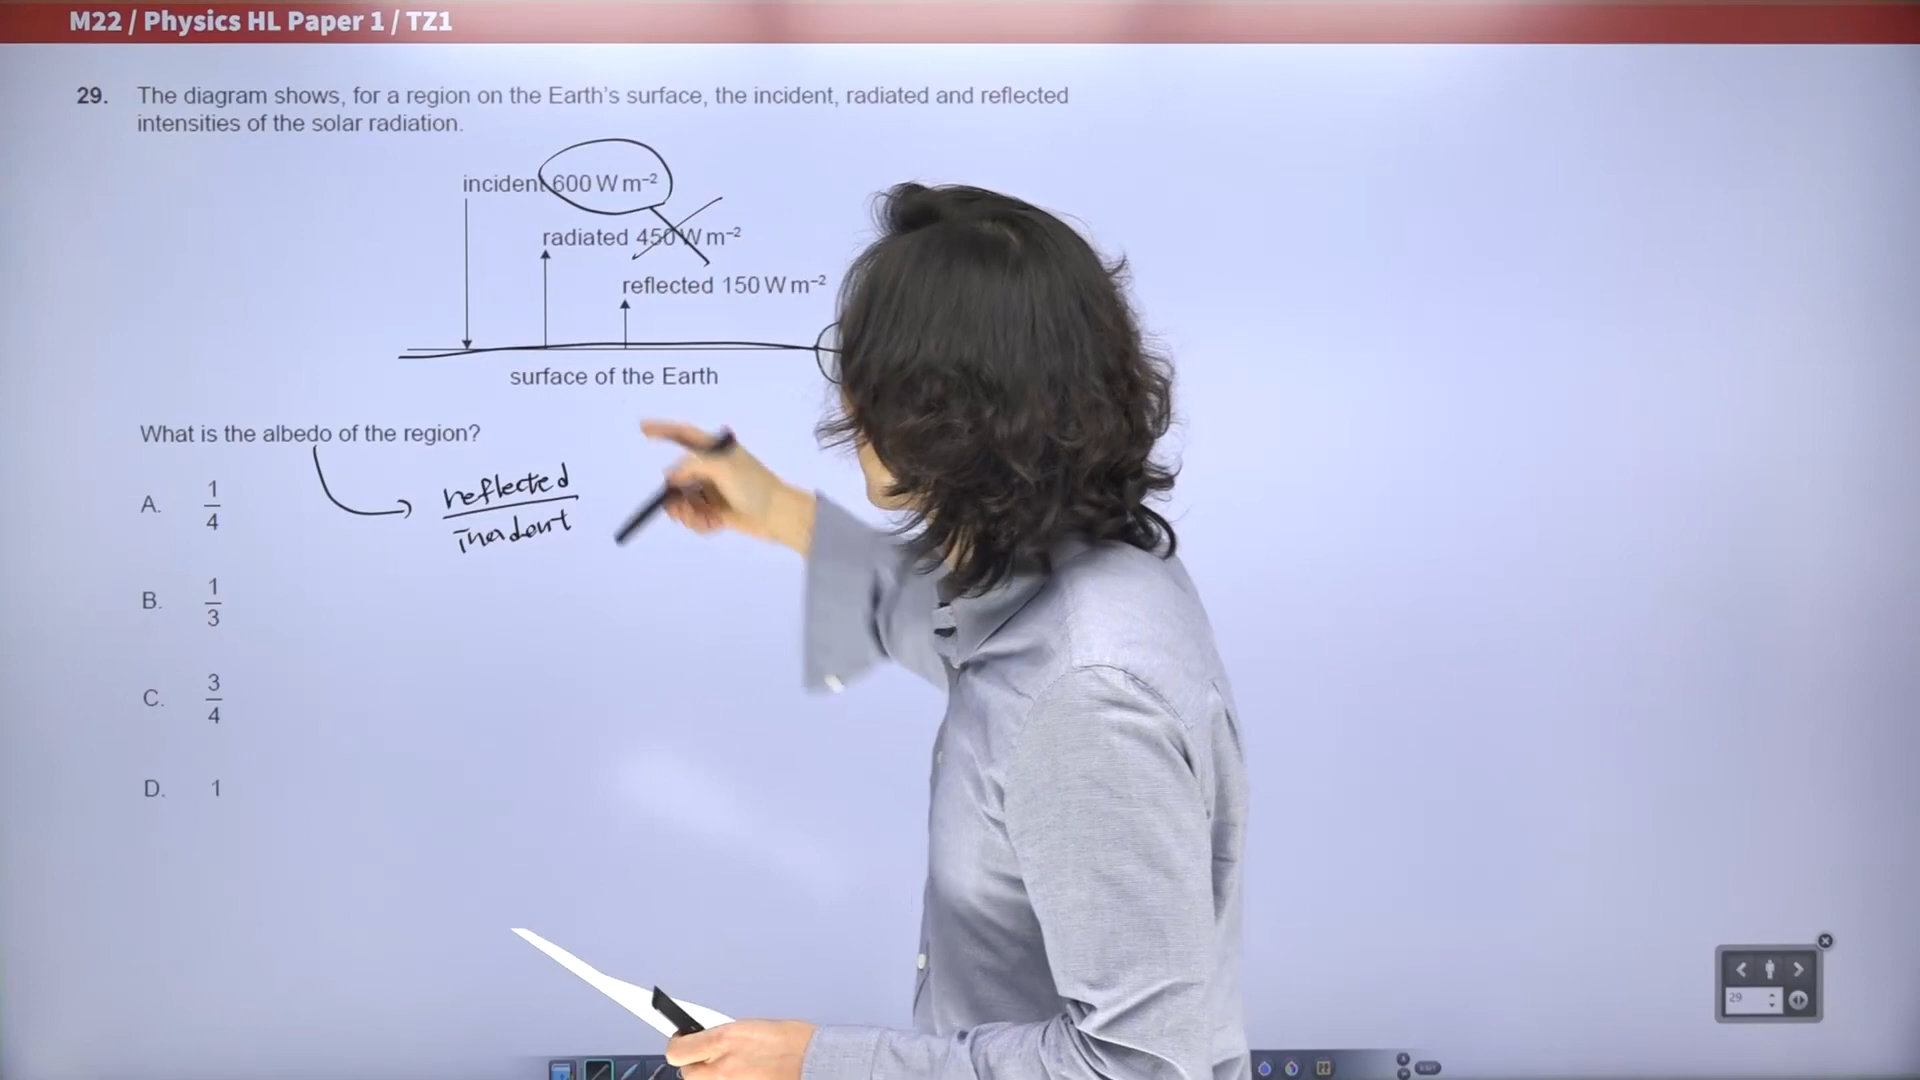 M22 / Physics HL Paper 1 / TZ1
29. The diagram shows, for a region on the Earth's surface, the incident, radiated and reflected
intensities of the solar radiation.
incident 600 W m⁻²
radiated 450 W m⁻²
reflected 150 W m⁻²
surface of the Earth
What is the albedo of the region?
reflected
incident
A. 1/4
B. 1/3
C. 3/4
D. 1
29